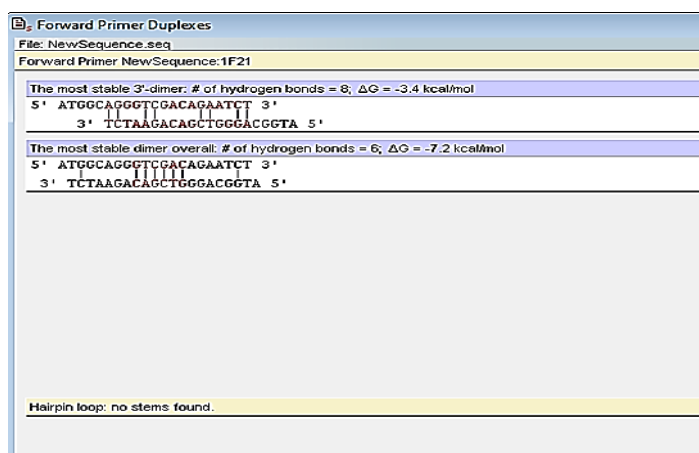 Forward Primer Duplexes
File: NewSequence.seq
Forward Primer NewSequence:1F21
The most stable 3'-dimer: # of hydrogen bonds = 8; ΔG = -3.4 kcal/mol
5' ATGGCAGGGTCGACAGAATCT 3'
3' TCTAAGACAGCTGGGACGGTA 5'
The most stable dimer overall: # of hydrogen bonds = 6; ΔG = -7.2 kcal/mol
5' ATGGCAGGGTCGACAGAATCT 3'
3' TCTAAGACAGCTGGGACGGTA 5'
Hairpin loop: no stems found.